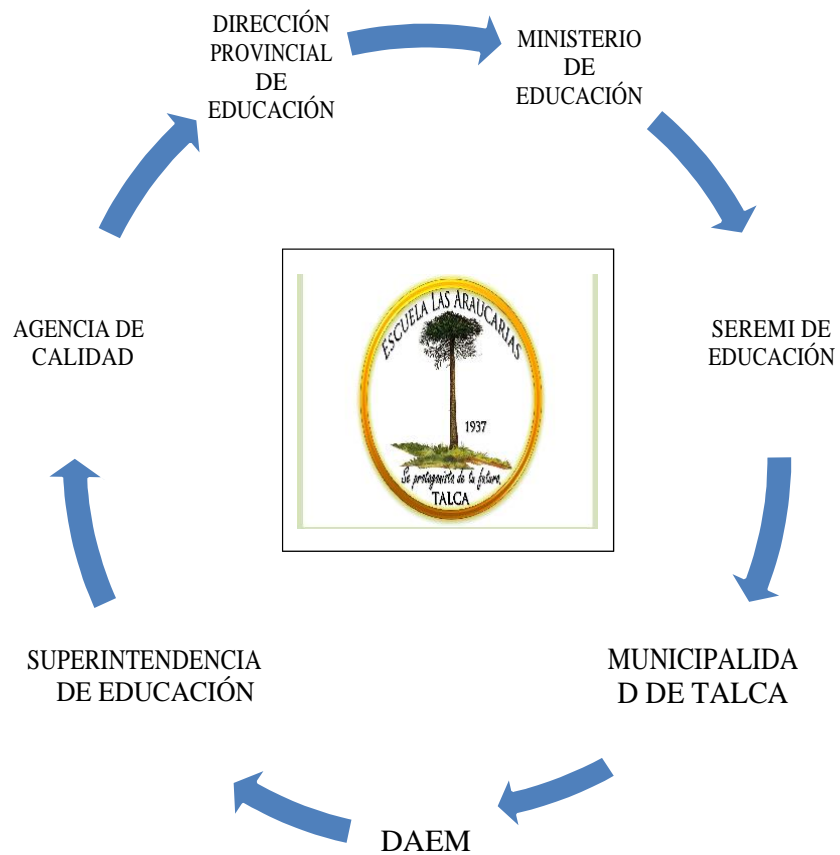 DIRECCIÓN
PROVINCIAL
DE
EDUCACIÓN
MINISTERIO
DE
EDUCACIÓN
SEREMI DE
EDUCACIÓN
MUNICIPALIDA
D DE TALCA
DAEM
SUPERINTENDENCIA
DE EDUCACIÓN
AGENCIA DE
CALIDAD
ESCUELA LAS ARAUCARIAS
1937
Se protagonista de tu futuro.
TALCA